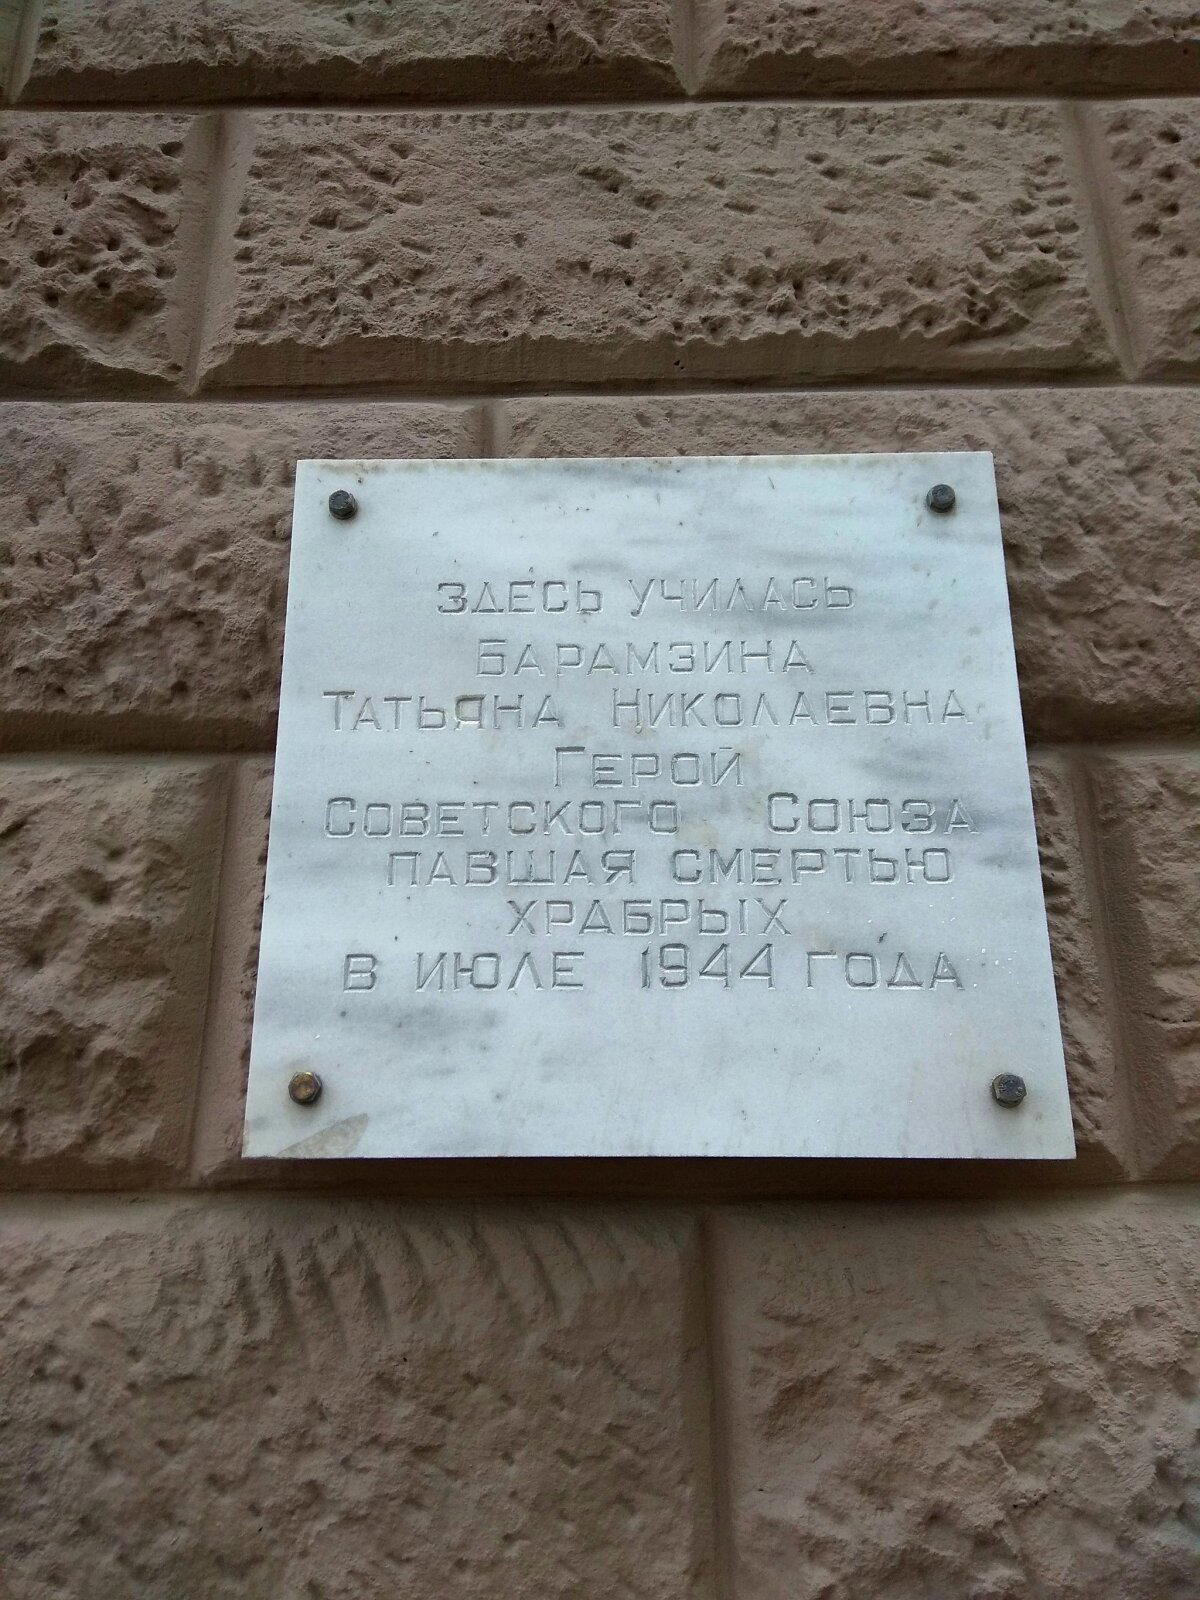 Здесь училась
Барамзина
Татьяна Николаевна
Герой
Советского Союза
павшая смертью
храбрых
в июле 1944 года